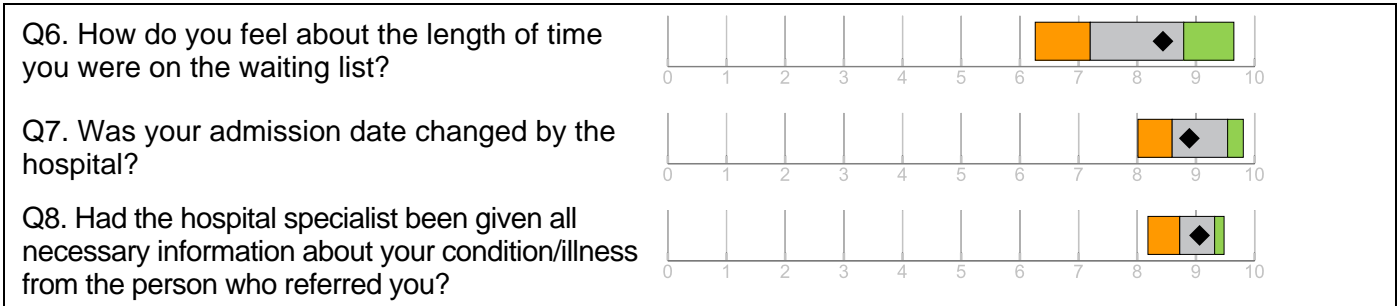 Q6. How do you feel about the length of time
you were on the waiting list?
0 1 2 3 4 5 6 7 8 9 10
Q7. Was your admission date changed by the
hospital?
0 1 2 3 4 5 6 7 8 9 10
Q8. Had the hospital specialist been given all
necessary information about your condition/illness
from the person who referred you?
0 1 2 3 4 5 6 7 8 9 10